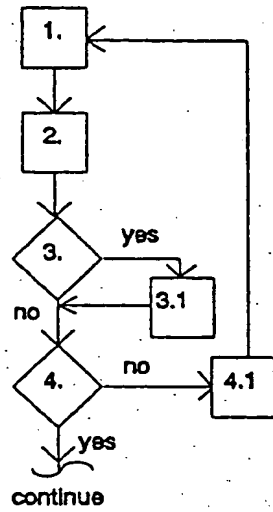 1.
2.
3.
yes
3.1
no
4.
no
4.1
yes
continue